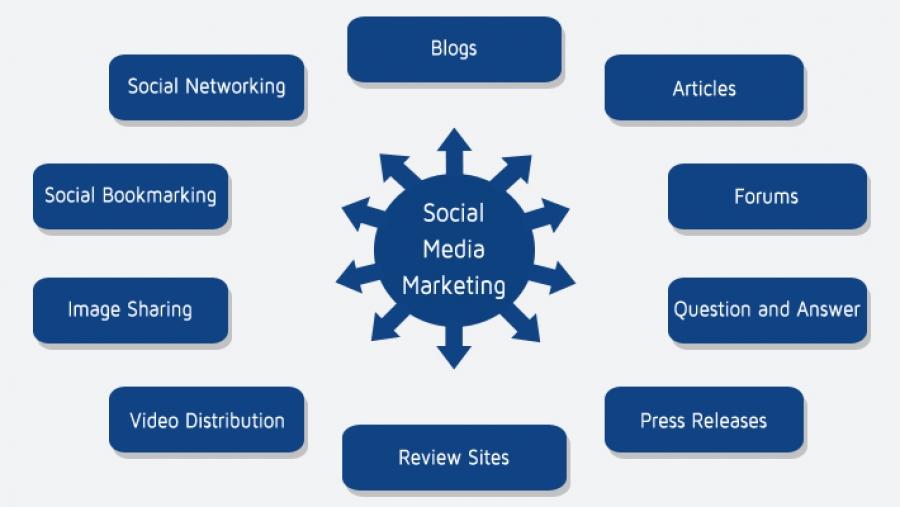 Blogs
Social Networking
Articles
Social Bookmarking
Forums
Social
Media
Marketing
Image Sharing
Question and Answer
Video Distribution
Press Releases
Review Sites